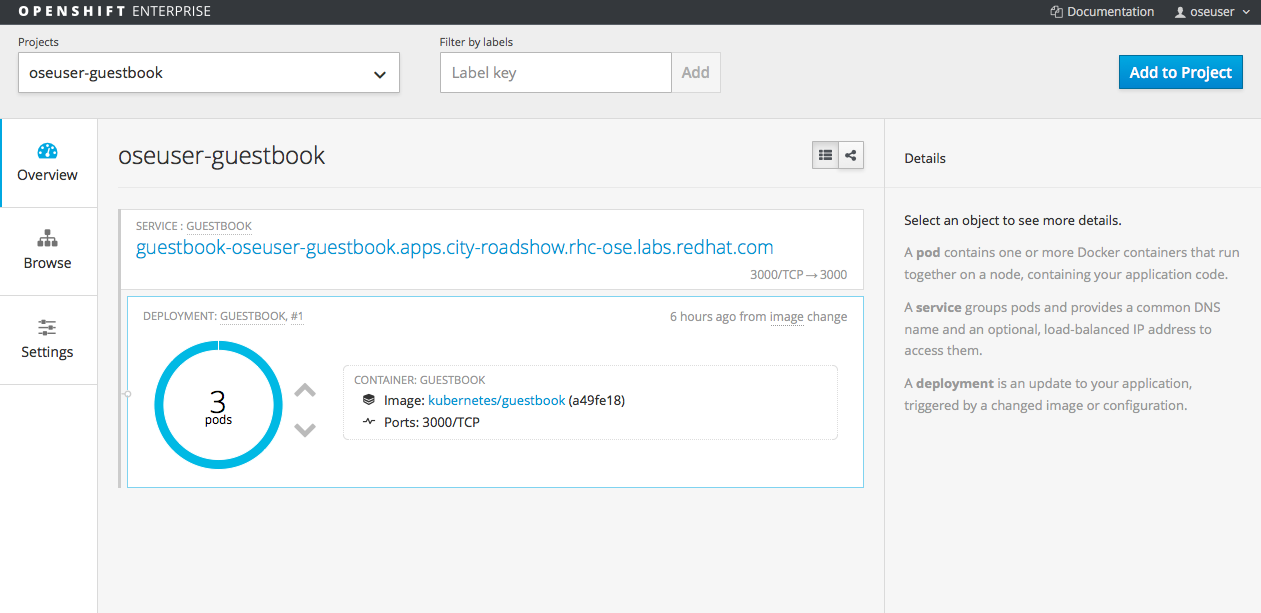 OPENSHIFT ENTERPRISE
Documentation
oseuser
Projects
Filter by labels
oseuser-guestbook
Label key
Add
Add to Project
Overview
Browse
Settings
oseuser-guestbook
SERVICE : GUESTBOOK
guestbook-oseuser-guestbook.apps.city-roadshow.rhc-ose.labs.redhat.com
3000/TCP→3000
DEPLOYMENT: GUESTBOOK, #1
6 hours ago from image change
3
pods
CONTAINER: GUESTBOOK
Image: kubernetes/guestbook (a49fe18)
Ports: 3000/TCP
Details
Select an object to see more details.
A pod contains one or more Docker containers that run
together on a node, containing your application code.
A service groups pods and provides a common DNS
name and an optional, load-balanced IP address to
access them.
A deployment is an update to your application,
triggered by a changed image or configuration.